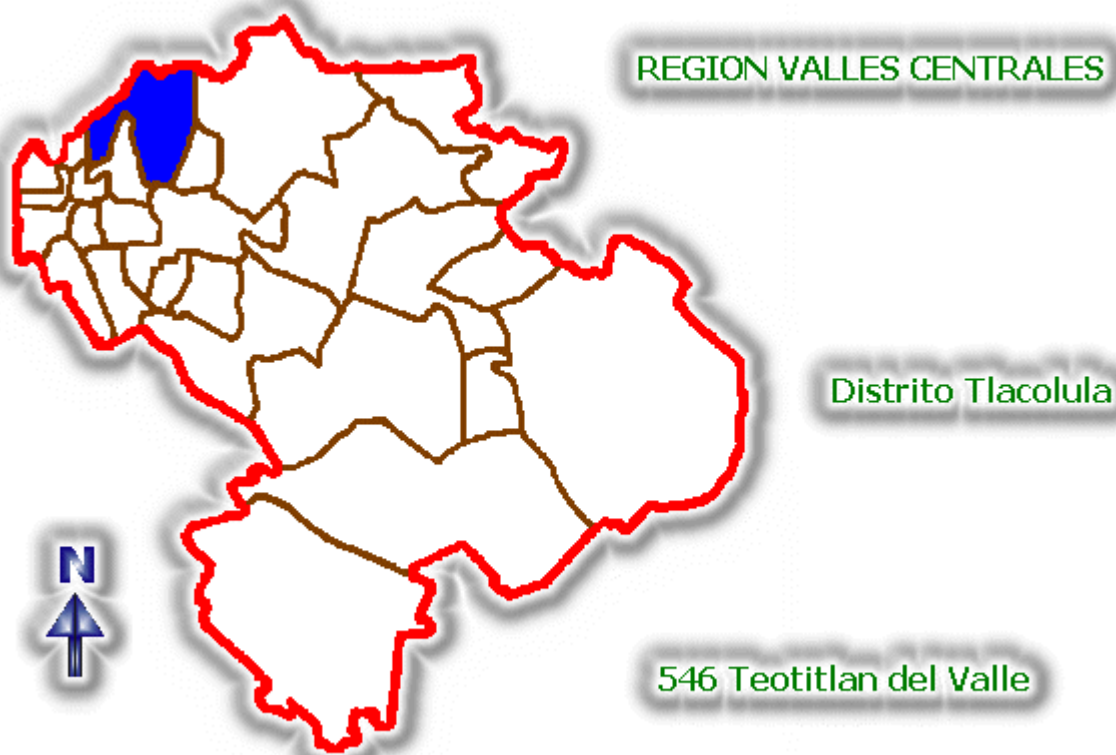 REGION VALLES CENTRALES
Distrito Tlacolula
N
546 Teotitlan del Valle